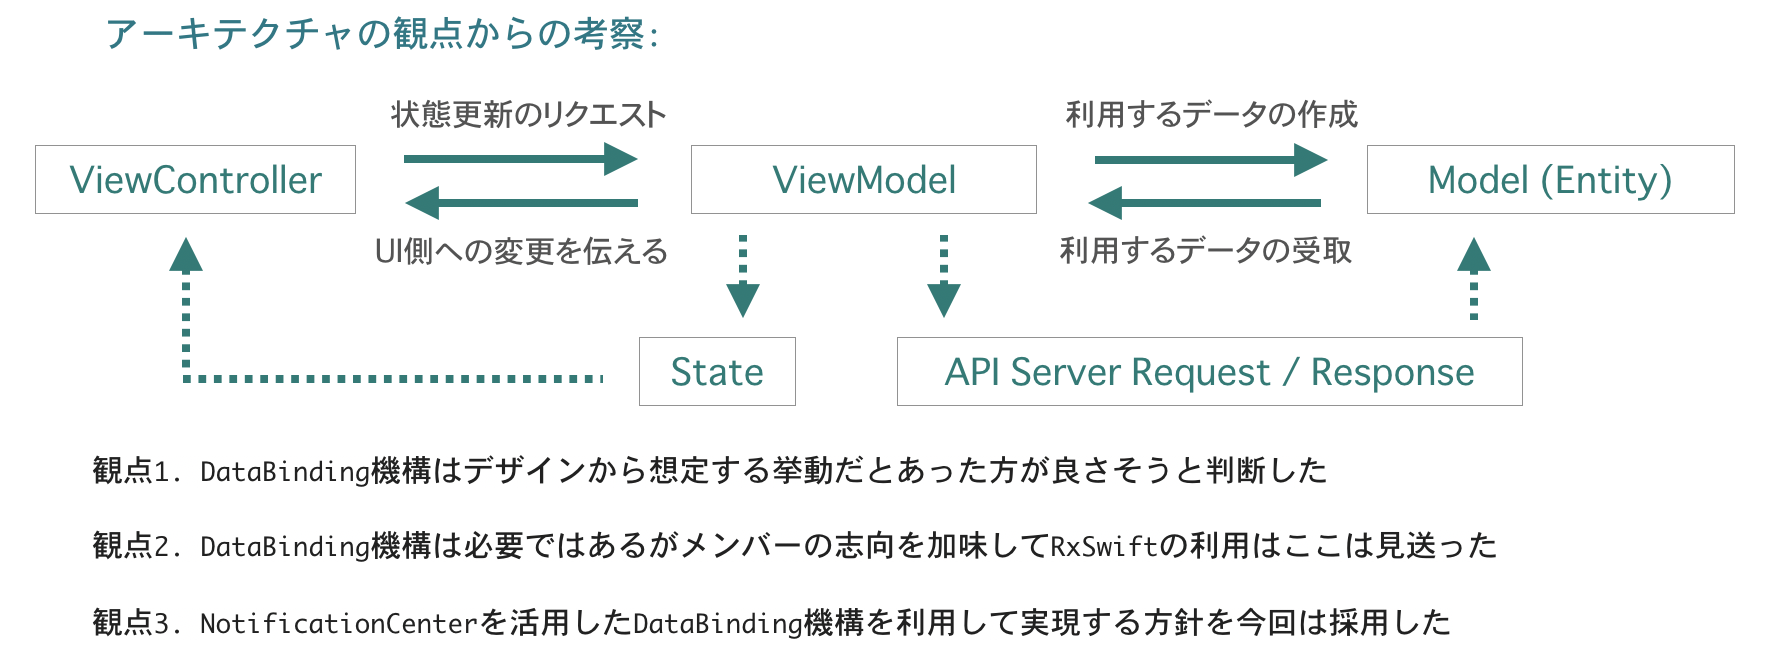 アーキテクチャの観点からの考察:
状態更新のリクエスト
利用するデータの作成
ViewController
ViewModel
Model (Entity)
UI側への変更を伝える
利用するデータの受取
State
API Server Request / Response
観点1. DataBinding機構はデザインから想定する挙動だとあった方が良さそうと判断した
観点2. DataBinding機構は必要ではあるがメンバーの志向を加味してRxSwiftの利用はここは見送った
観点3. NotificationCenterを活用したDataBinding機構を利用して実現する方針を今回は採用した